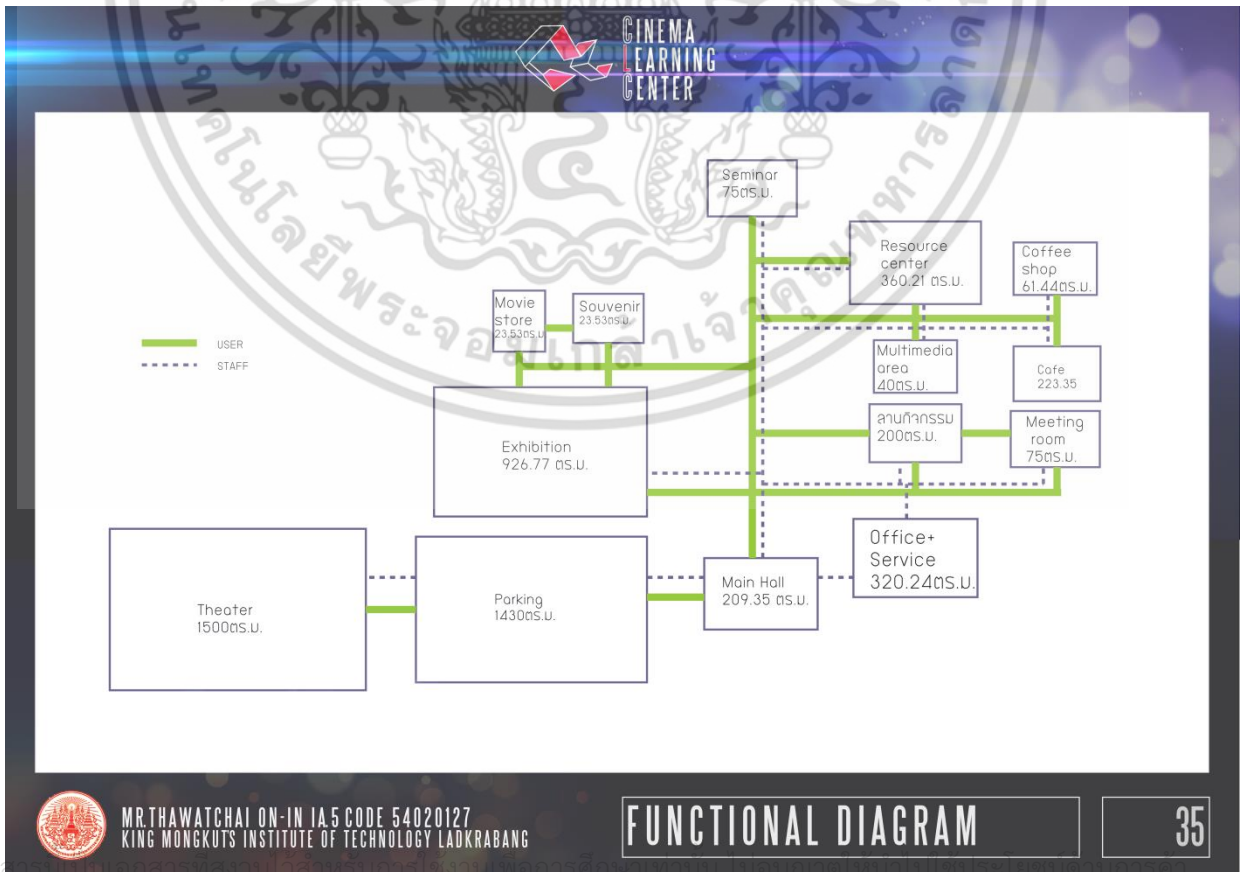 CINEMA
LEARNING
CENTER
Seminar
75ตร.ม.
Resource
center
360.21 ตร.ม.
Coffee
shop
61.44ตร.ม.
Movie
store
23.53ตร.ม
Souvenir
23.53ตร.ม.
USER
STAFF
Multimedia
area
40ตร.ม.
Cafe
223.35
Exhibition
926.77 ตร.ม.
ลานกิจกรรม
200ตร.ม.
Meeting
room
75ตร.ม.
Office+
Service
320.24ตร.ม.
Theater
1500ตร.ม.
Parking
1430ตร.ม.
Main Hall
209.35 ตร.ม.
MR.THAWATCHAI ON-IN IA.5 CODE 54020127
KING MONGKUTS INSTITUTE OF TECHNOLOGY LADKRABANG
FUNCTIONAL DIAGRAM
35